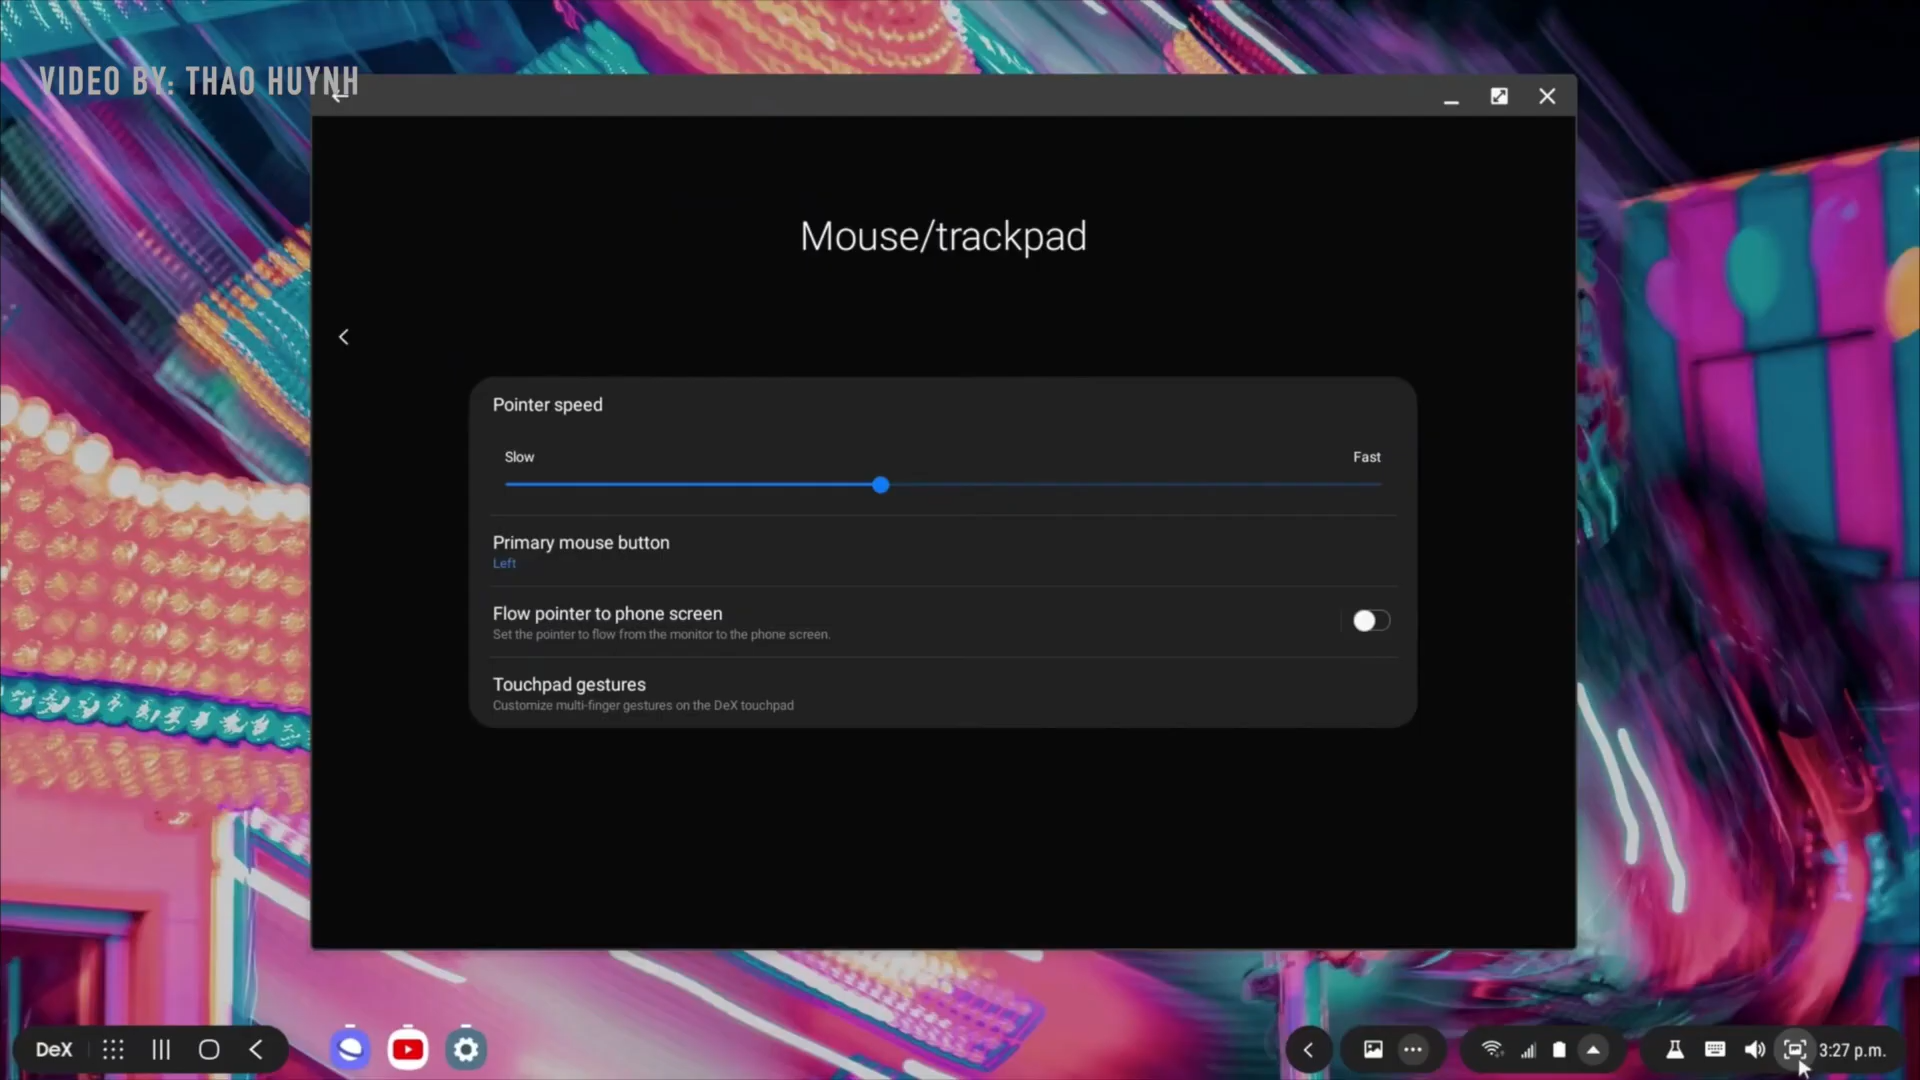 VIDEO BY: THAO HUYNH
Mouse/trackpad
Pointer speed
Slow
Fast
Primary mouse button
Left
Flow pointer to phone screen
Set the pointer to flow from the monitor to the phone screen.
Touchpad gestures
Customize multi-finger gestures on the DeX touchpad
DeX
3:27 p.m.